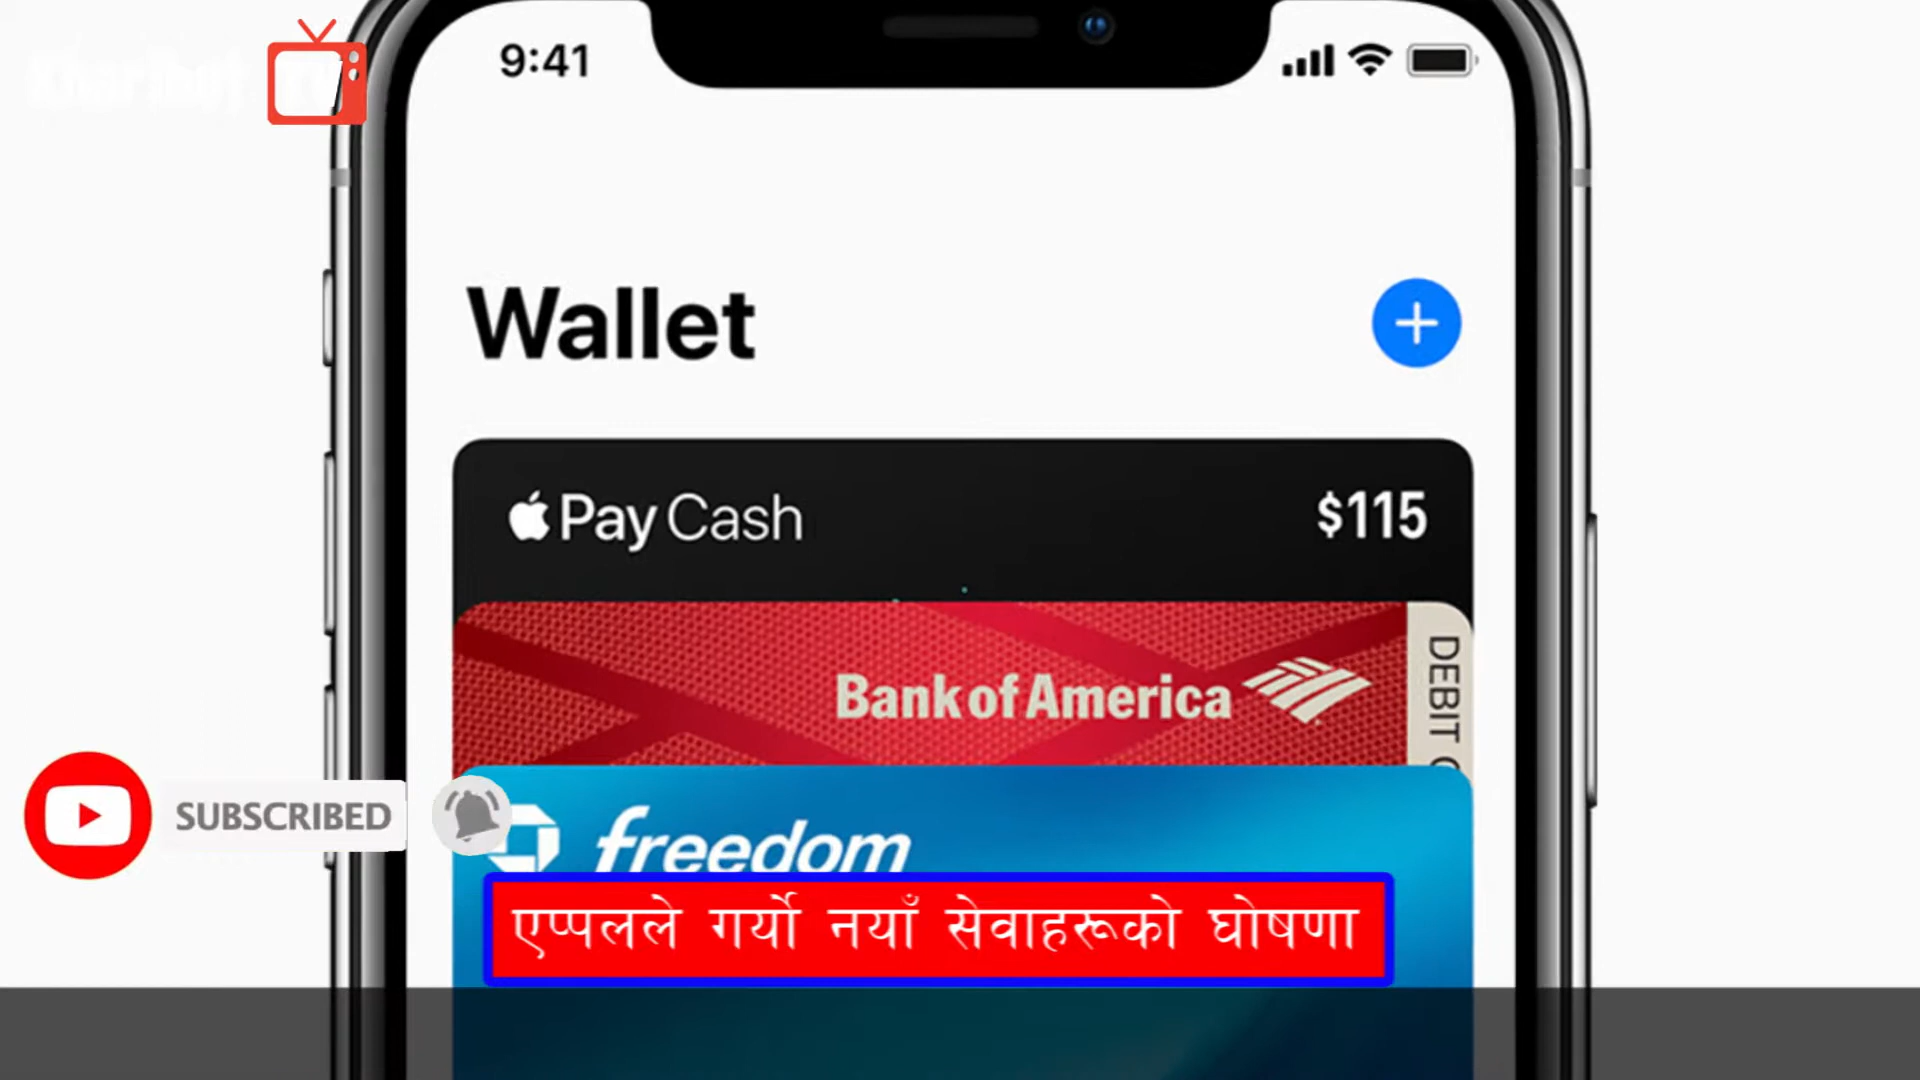 9:41
Wallet
Pay Cash $115
Bank of America
DEBIT
freedom
SUBSCRIBED
एप्पलले गर्यो नयाँ सेवाहरूको घोषणा